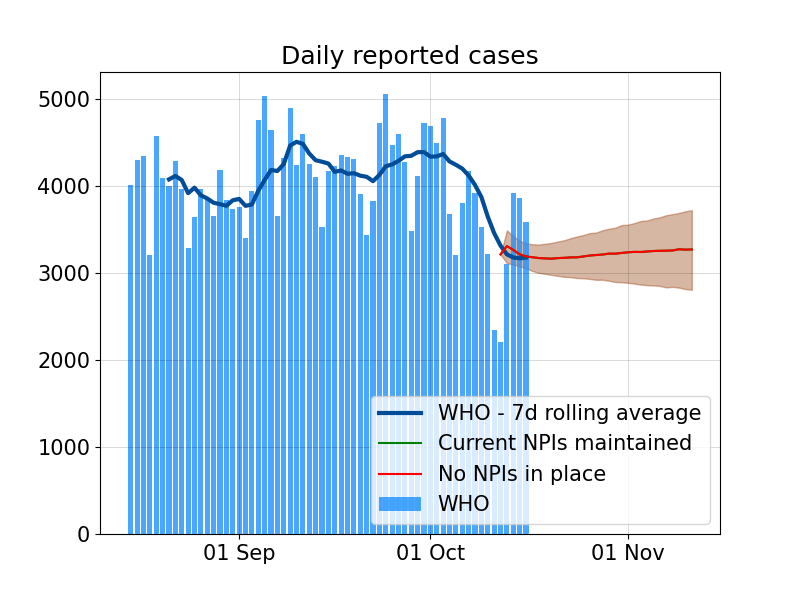 Daily reported cases
5000
4000
3000
2000
1000
0
WHO - 7d rolling average
Current NPIs maintained
No NPIs in place
WHO
01 Sep
01 Oct
01 Nov